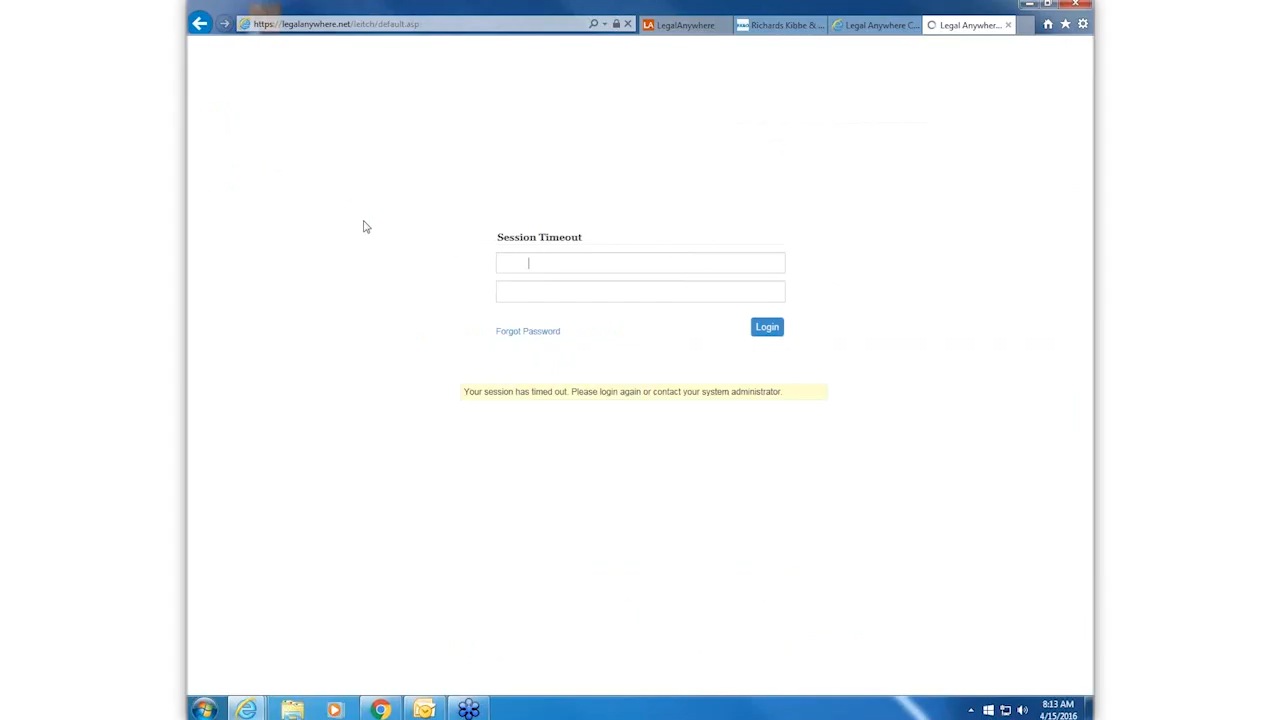 https://legalanywhere.net/leitch/default.asp
LegalAnywhere
Richards Kibbe & ...
Legal Anywhere C...
Legal Anywher...
Session Timeout
Forgot Password
Login
Your session has timed out. Please login again or contact your system administrator.
8:13 AM
4/15/2016